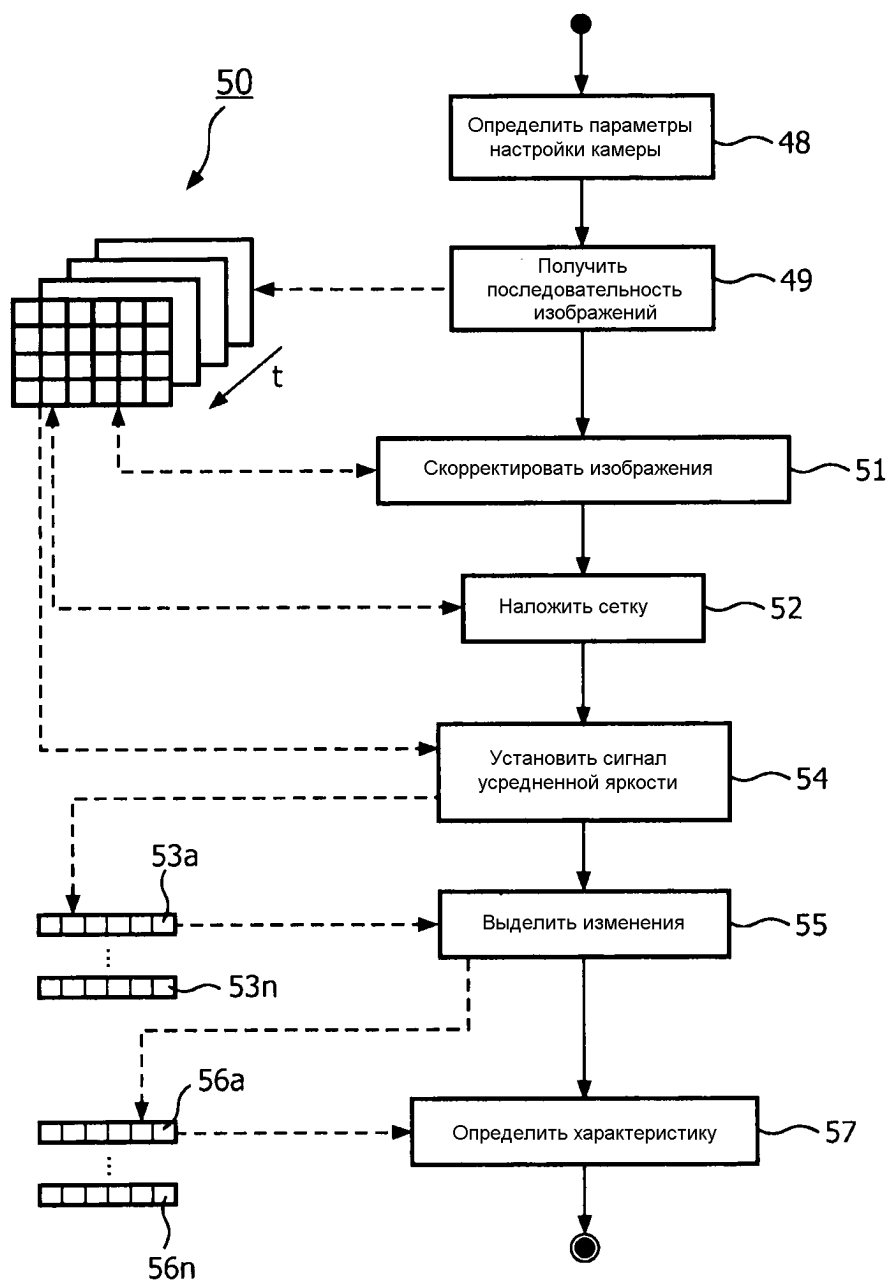 50
Определить параметры
настройки камеры
48
Получить
последовательность
изображений
49
t
Скорректировать изображения
51
Наложить сетку
52
Установить сигнал
усредненной яркости
54
53a
Выделить изменения
55
53n
56a
Определить характеристику
57
56n